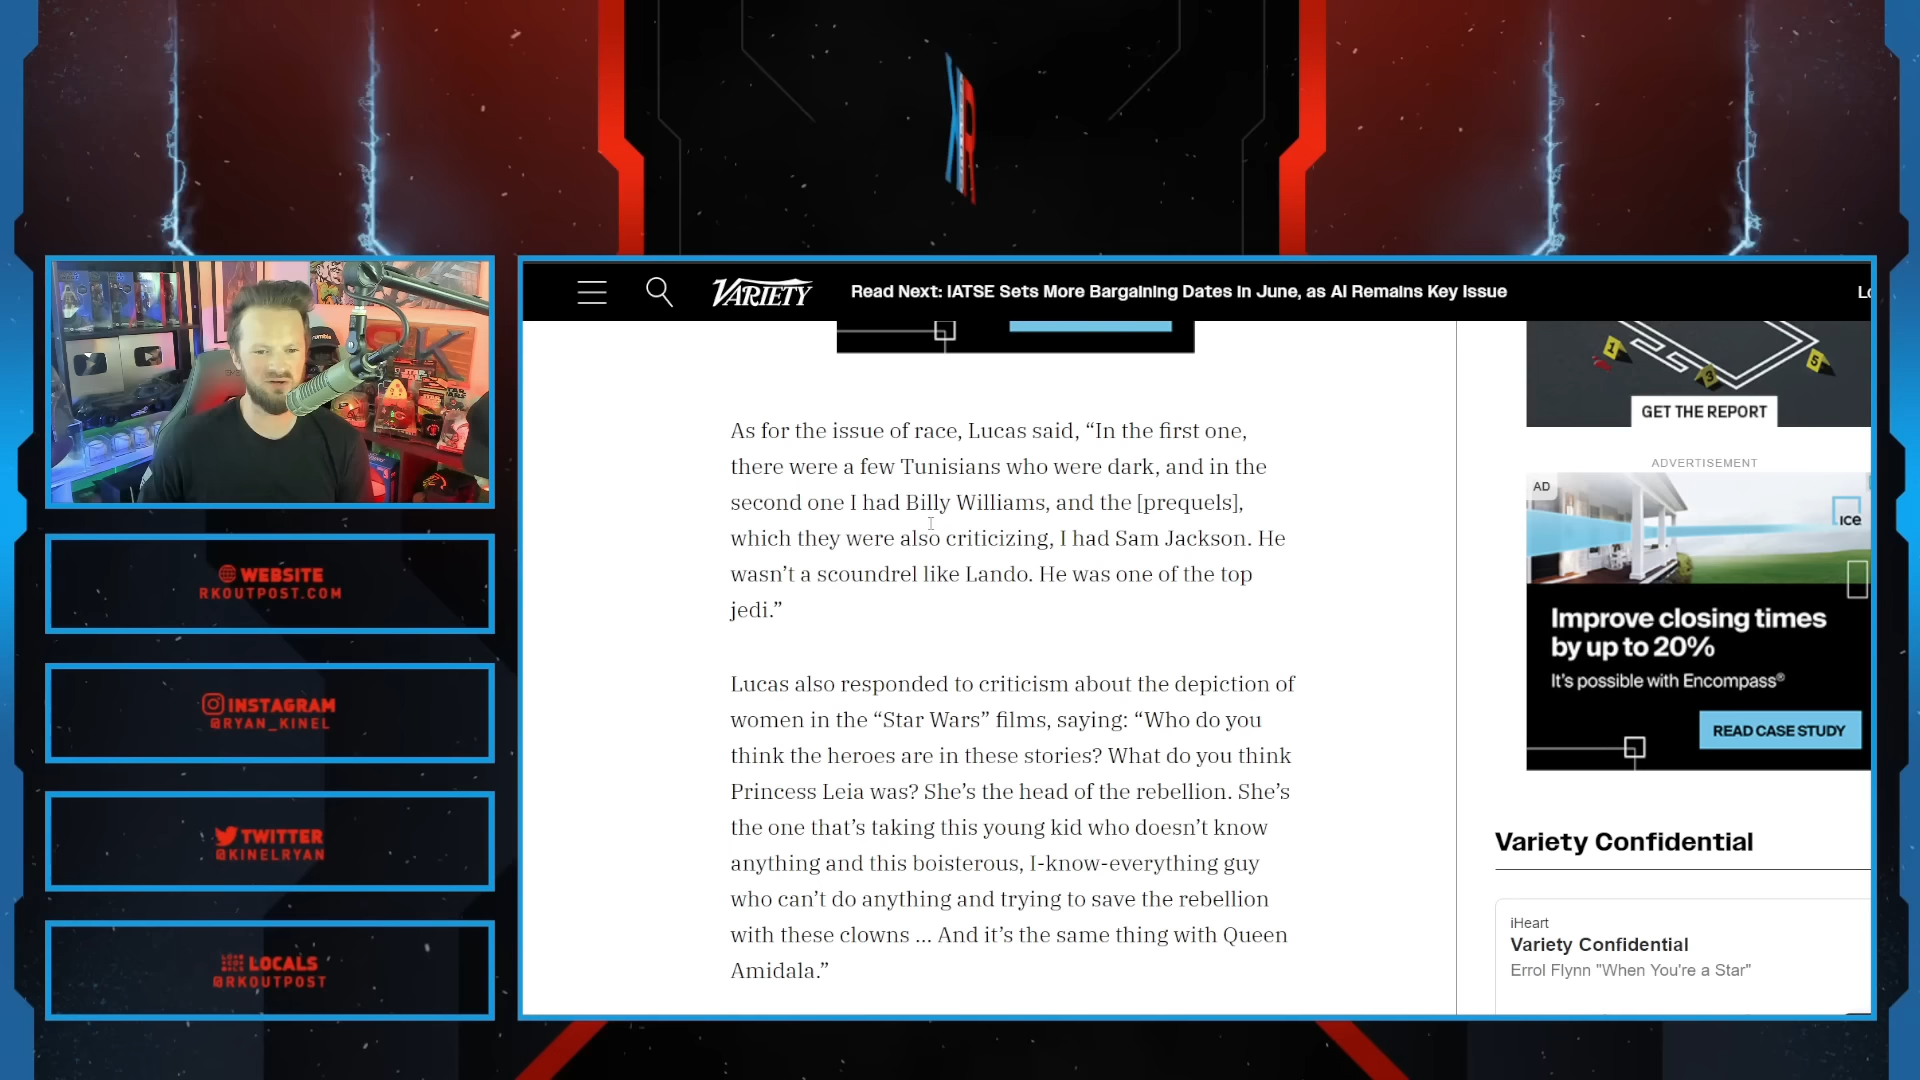 VARIETY
Read Next: IATSE Sets More Bargaining Dates in June, as AI Remains Key Issue
As for the issue of race, Lucas said, “In the first one,
there were a few Tunisians who were dark, and in the
second one I had Billy Williams, and the [prequels],
which they were also criticizing, I had Sam Jackson. He
wasn’t a scoundrel like Lando. He was one of the top
jedi.”
Lucas also responded to criticism about the depiction of
women in the “Star Wars” films, saying: “Who do you
think the heroes are in these stories? What do you think
Princess Leia was? She’s the head of the rebellion. She’s
the one that’s taking this young kid who doesn’t know
anything and this boisterous, I-know-everything guy
who can’t do anything and trying to save the rebellion
with these clowns … And it’s the same thing with Queen
Amidala.”
1
3
5
GET THE REPORT
ADVERTISEMENT
AD
ICE
Improve closing times
by up to 20%
It's possible with Encompass®
READ CASE STUDY
Variety Confidential
iHeart
Variety Confidential
Errol Flynn "When You're a Star"
WEBSITE
RKOUTPOST.COM
INSTAGRAM
@RYAN_KINEL
TWITTER
@KINELRYAN
LOCALS
@RKOUTPOST